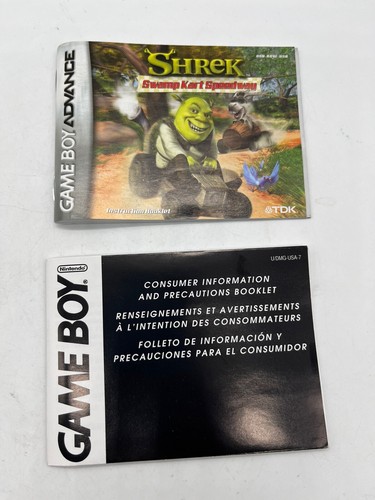 GAME BOY ADVANCE
SHREK
Swamp Kart Speedway
Instruction Booklet
TDK
Nintendo®
GAME BOY®
U/DMG-USA-7
CONSUMER INFORMATION
AND PRECAUTIONS BOOKLET
RENSEIGNEMENTS ET AVERTISSEMENTS
À L'INTENTION DES CONSOMMATEURS
FOLLETO DE INFORMACIÓN Y
PRECAUCIONES PARA EL CONSUMIDOR